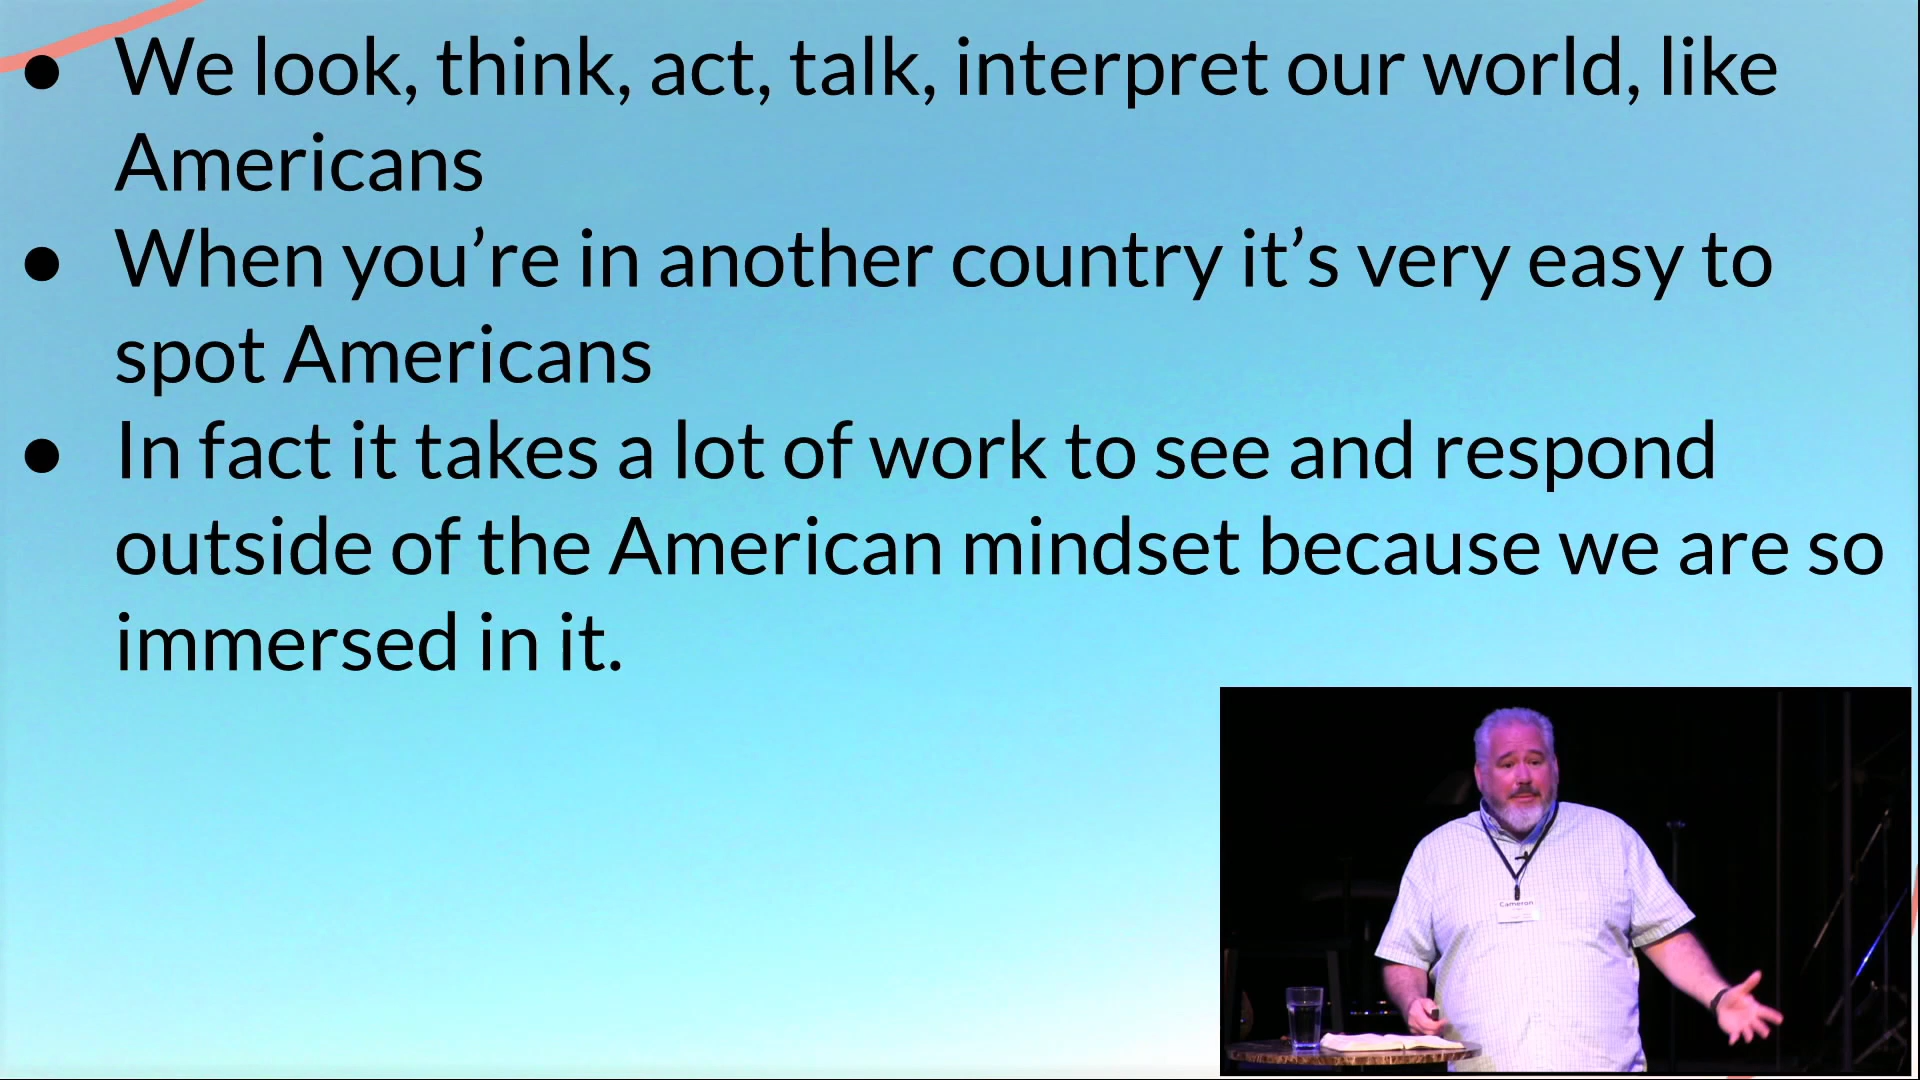 ● We look, think, act, talk, interpret our world, like
Americans
● When you’re in another country it’s very easy to
spot Americans
● In fact it takes a lot of work to see and respond
outside of the American mindset because we are so
immersed in it.
Cameron